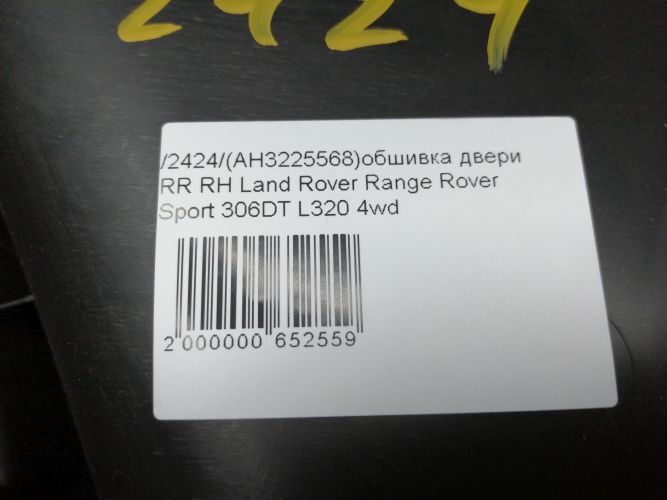 2424
/2424/(AH3225568)обшивка двери
RR RH Land Rover Range Rover
Sport 306DT L320 4wd
2 000000 652559